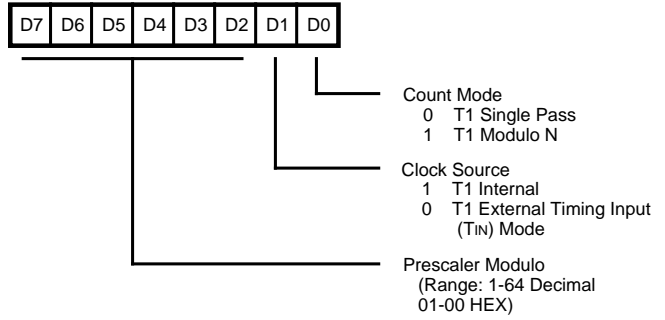 D7 D6 D5 D4 D3 D2 D1 D0
Count Mode
0 T1 Single Pass
1 T1 Modulo N
Clock Source
1 T1 Internal
0 T1 External Timing Input
(TIN) Mode
Prescaler Modulo
(Range: 1-64 Decimal
01-00 HEX)